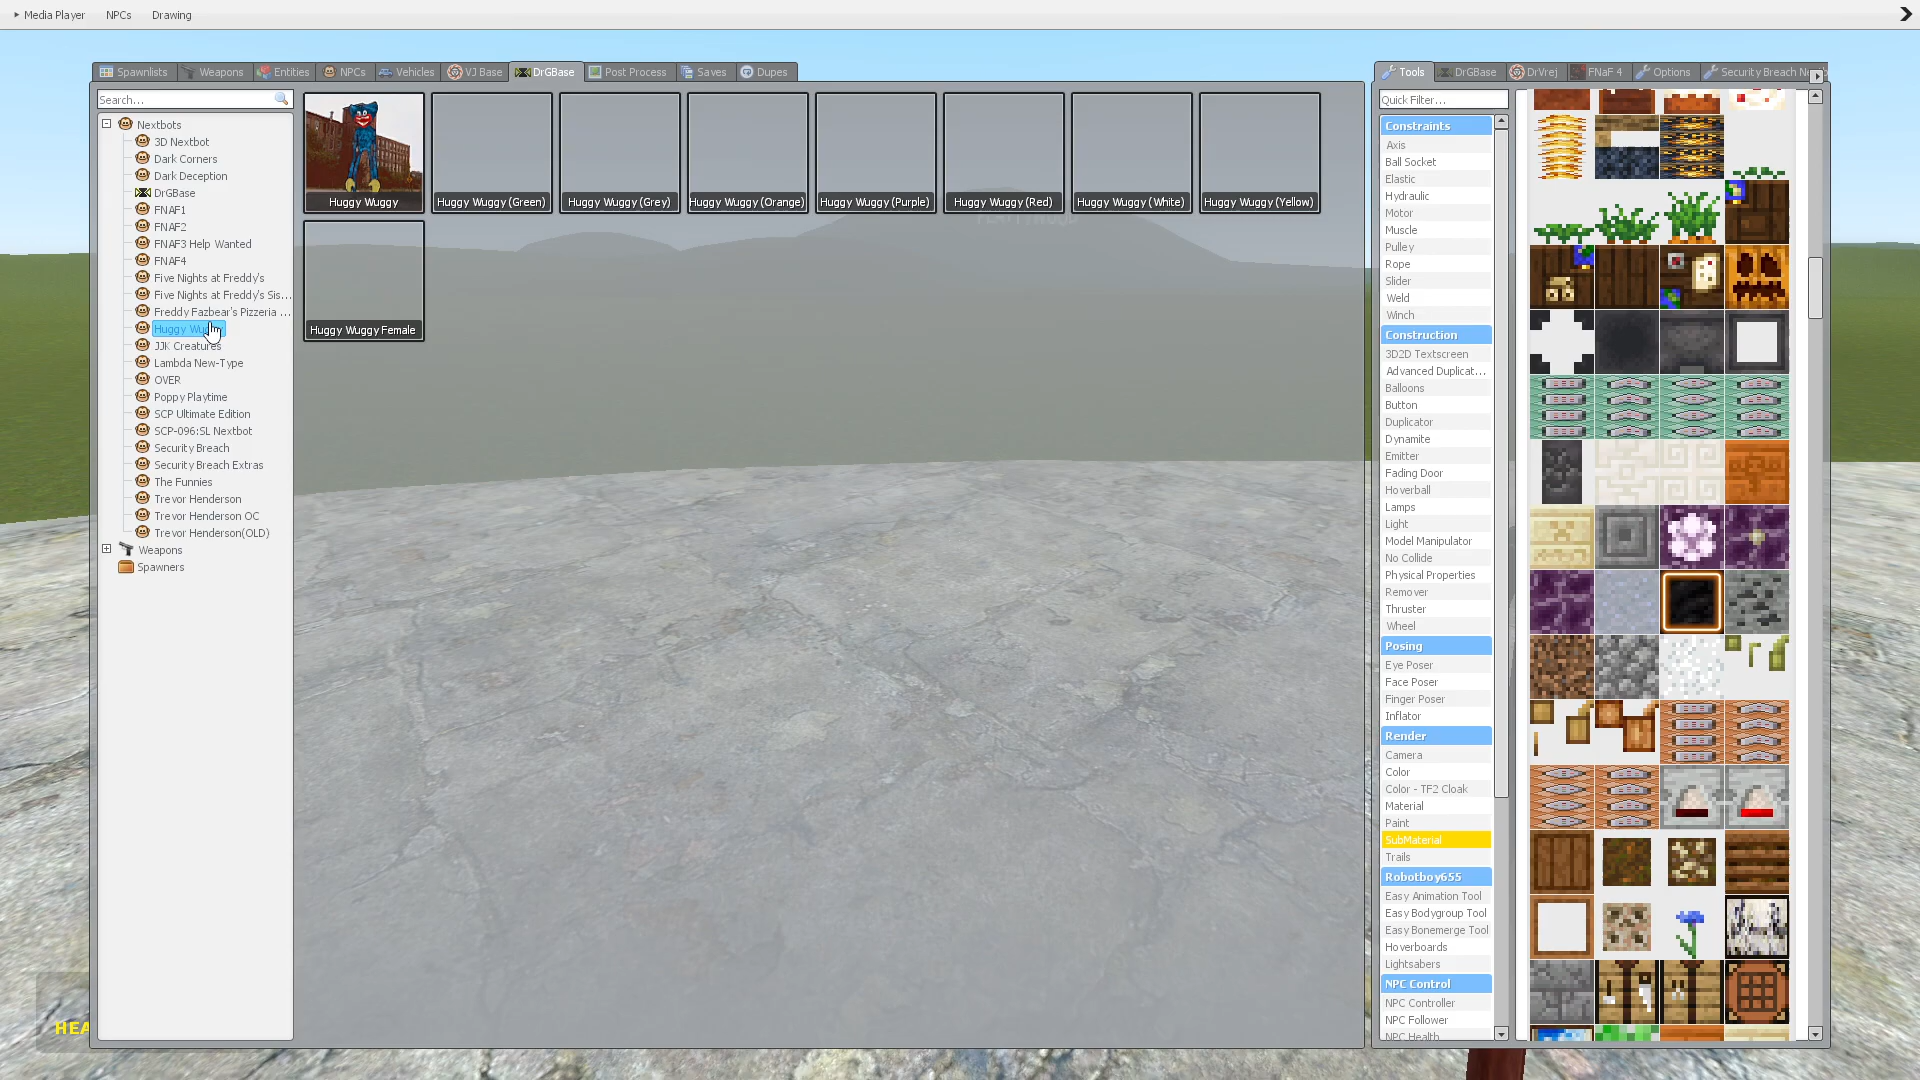 Media Player NPCs Drawing
Spawnlists Weapons Entities NPCs Vehicles VJ Base DrGBase Post Process Saves Dupes
Search...
Nextbots
3D Nextbot
Dark Corners
Dark Deception
DrGBase
FNAF1
FNAF2
FNAF3 Help Wanted
FNAF4
Five Nights at Freddy's
Five Nights at Freddy's Sis...
Freddy Fazbear's Pizzeria ...
Huggy Wuggy
JJK Creatures
Lambda New-Type
OVER
Poppy Playtime
SCP Ultimate Edition
SCP-096:SL Nextbot
Security Breach
Security Breach Extras
The Funnies
Trevor Henderson
Trevor Henderson OC
Trevor Henderson(OLD)
Weapons
Spawners
Huggy Wuggy
Huggy Wuggy (Green)
Huggy Wuggy (Grey)
Huggy Wuggy (Orange)
Huggy Wuggy (Purple)
Huggy Wuggy (Red)
Huggy Wuggy (White)
Huggy Wuggy (Yellow)
Huggy Wuggy Female
HEA
Tools DrGBase DrVrej FNaF 4 Options Security Breach
Quick Filter...
Constraints
Axis
Ball Socket
Elastic
Hydraulic
Motor
Muscle
Pulley
Rope
Slider
Weld
Winch
Construction
3D2D Textscreen
Advanced Duplicat...
Balloons
Button
Duplicator
Dynamite
Emitter
Fading Door
Hoverball
Lamps
Light
Model Manipulator
No Collide
Physical Properties
Remover
Thruster
Wheel
Posing
Eye Poser
Face Poser
Finger Poser
Inflator
Render
Camera
Color
Color - TF2 Cloak
Material
Paint
SubMaterial
Trails
Robotboy655
Easy Animation Tool
Easy Bodygroup Tool
Easy Bonemerge Tool
Hoverboards
Lightsabers
NPC Control
NPC Controller
NPC Follower
NPC Health